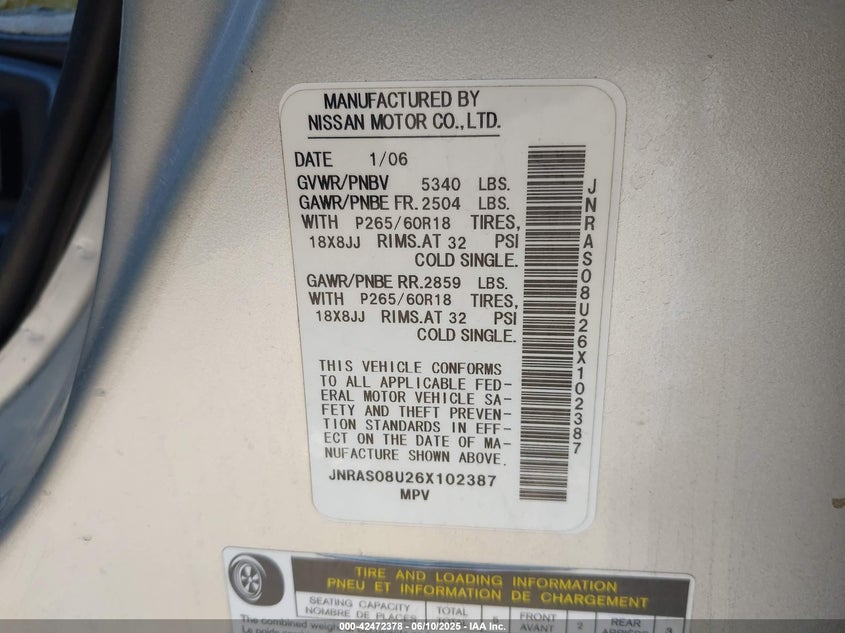 MANUFACTURED BY
NISSAN MOTOR CO.,LTD.
DATE 1/06
GVWR/PNBV 5340 LBS.
GAWR/PNBE FR. 2504 LBS.
WITH P265/60R18 TIRES,
18X8JJ RIMS.AT 32 PSI
COLD SINGLE.
GAWR/PNBE RR. 2859 LBS.
WITH P265/60R18 TIRES,
18X8JJ RIMS.AT 32 PSI
COLD SINGLE.
THIS VEHICLE CONFORMS
TO ALL APPLICABLE FED-
ERAL MOTOR VEHICLE SA-
FETY AND THEFT PREVEN-
TION STANDARDS IN EFF-
ECT ON THE DATE OF MA-
NUFACTURE SHOWN ABOVE.
JNRAS08U26X102387
MPV
JNRAS08U26X102387
TIRE AND LOADING INFORMATION
PNEU ET INFORMATION DE CHARGEMENT
SEATING CAPACITY
NOMBRE DE PLACES
TOTAL
FRONT
AVANT
2
REAR
3
The combined weight
Le poids
000-42472378 - 06/10/2025 - IAA Inc.